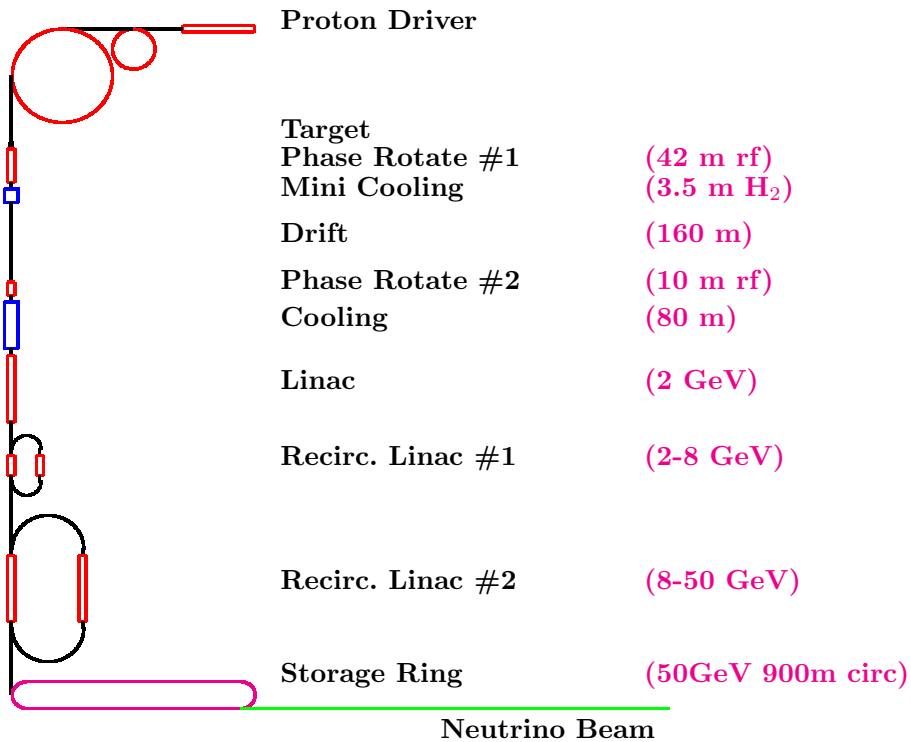 Proton Driver
Target
Phase Rotate #1 (42 m rf)
Mini Cooling (3.5 m H₂)
Drift (160 m)
Phase Rotate #2 (10 m rf)
Cooling (80 m)
Linac (2 GeV)
Recirc. Linac #1 (2-8 GeV)
Recirc. Linac #2 (8-50 GeV)
Storage Ring (50GeV 900m circ)
Neutrino Beam